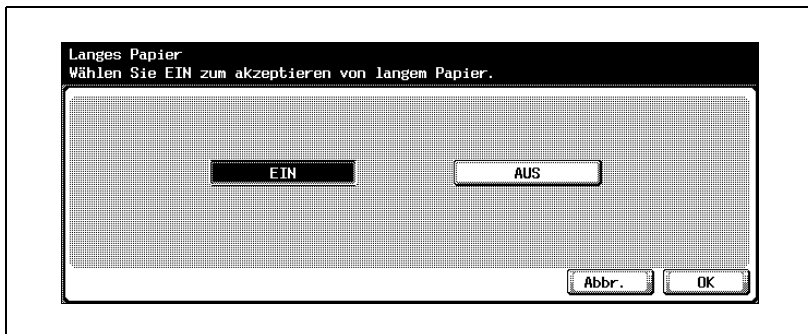 Langes Papier
Wählen Sie EIN zum akzeptieren von langem Papier.
EIN AUS
Abbr. OK